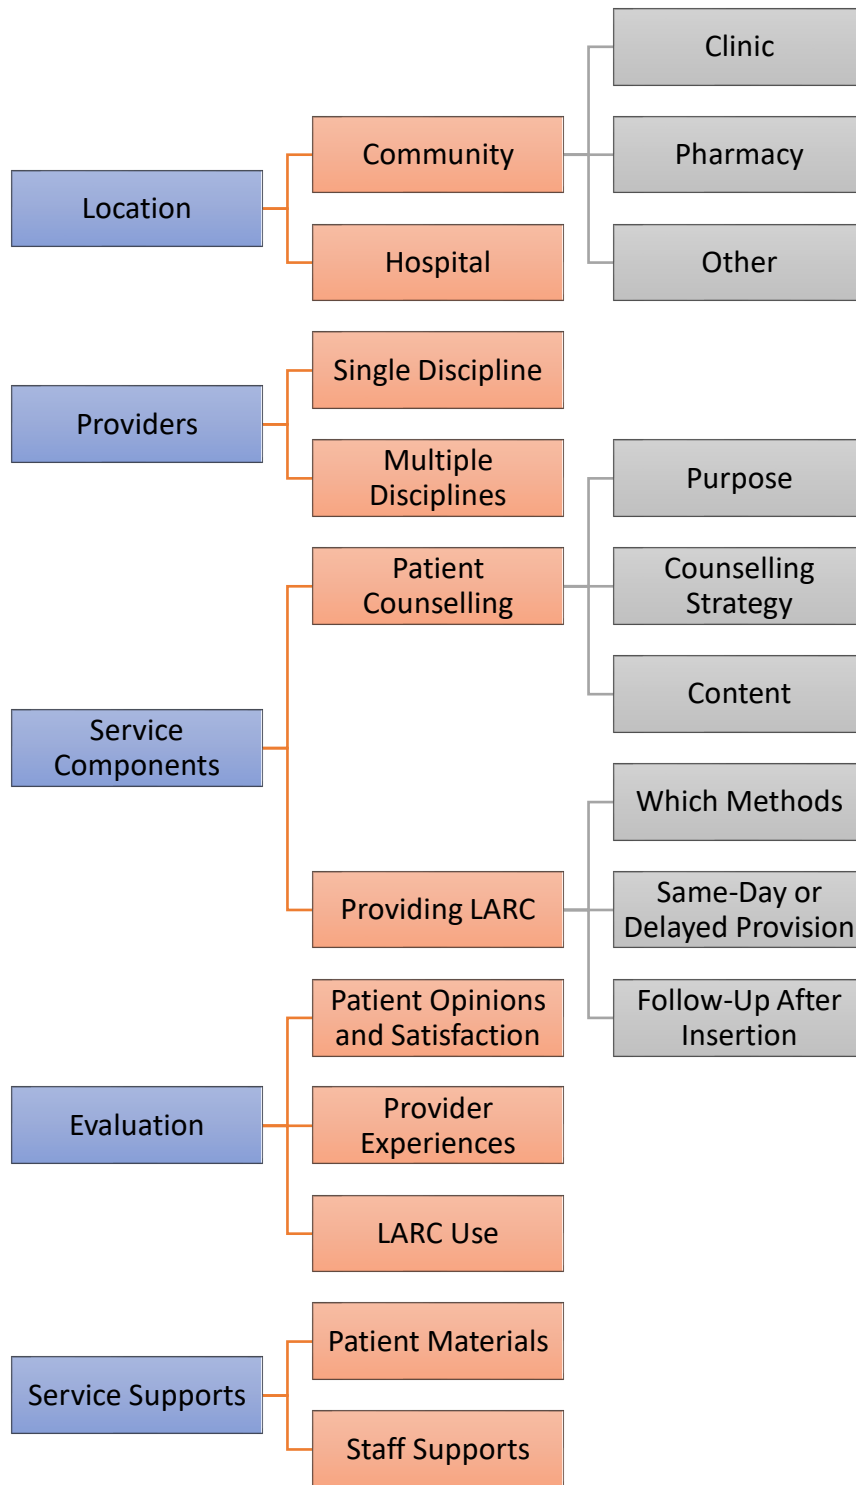 Location
Community
Hospital
Clinic
Pharmacy
Other
Providers
Single Discipline
Multiple
Disciplines
Service
Components
Patient
Counselling
Purpose
Counselling
Strategy
Content
Providing LARC
Which Methods
Same-Day or
Delayed Provision
Follow-Up After
Insertion
Evaluation
Patient Opinions
and Satisfaction
Provider
Experiences
LARC Use
Service Supports
Patient Materials
Staff Supports